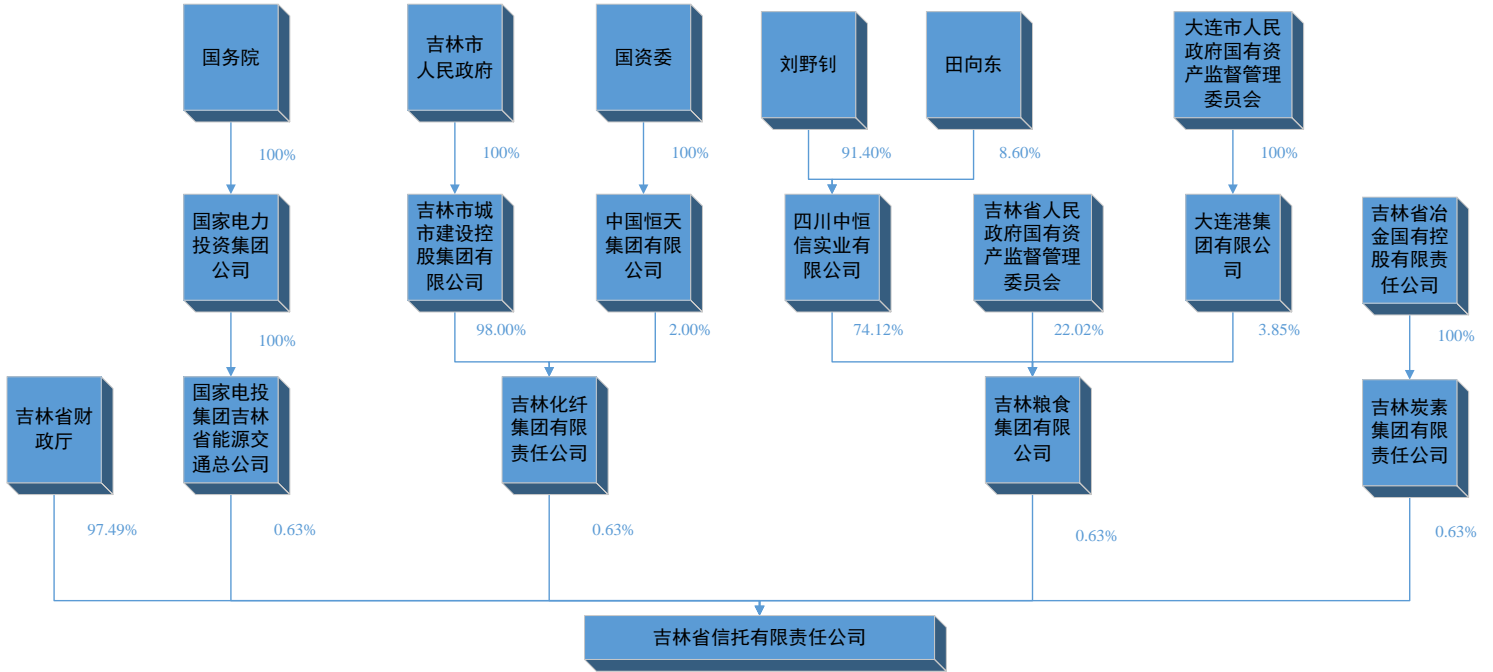 国务院
吉林市
人民政府
国资委
刘野钊
田向东
大连市人民
政府国有资
产监督管理
委员会
100%
100%
100%
91.40%
8.60%
100%
国家电力
投资集团
公司
吉林市城
市建设控
股集团有
限公司
中国恒天
集团有限
公司
四川中恒
信实业有
限公司
吉林省人民
政府国有资
产监督管理
委员会
大连港集
团有限公
司
吉林省冶
金国有控
股有限责
任公司
100%
98.00%
2.00%
74.12%
22.02%
3.85%
100%
吉林省财
政厅
国家电投
集团吉林
省能源交
通总公司
吉林化纤
集团有限
责任公司
吉林粮食
集团有限
公司
吉林炭素
集团有限
责任公司
97.49%
0.63%
0.63%
0.63%
0.63%
吉林省信托有限责任公司